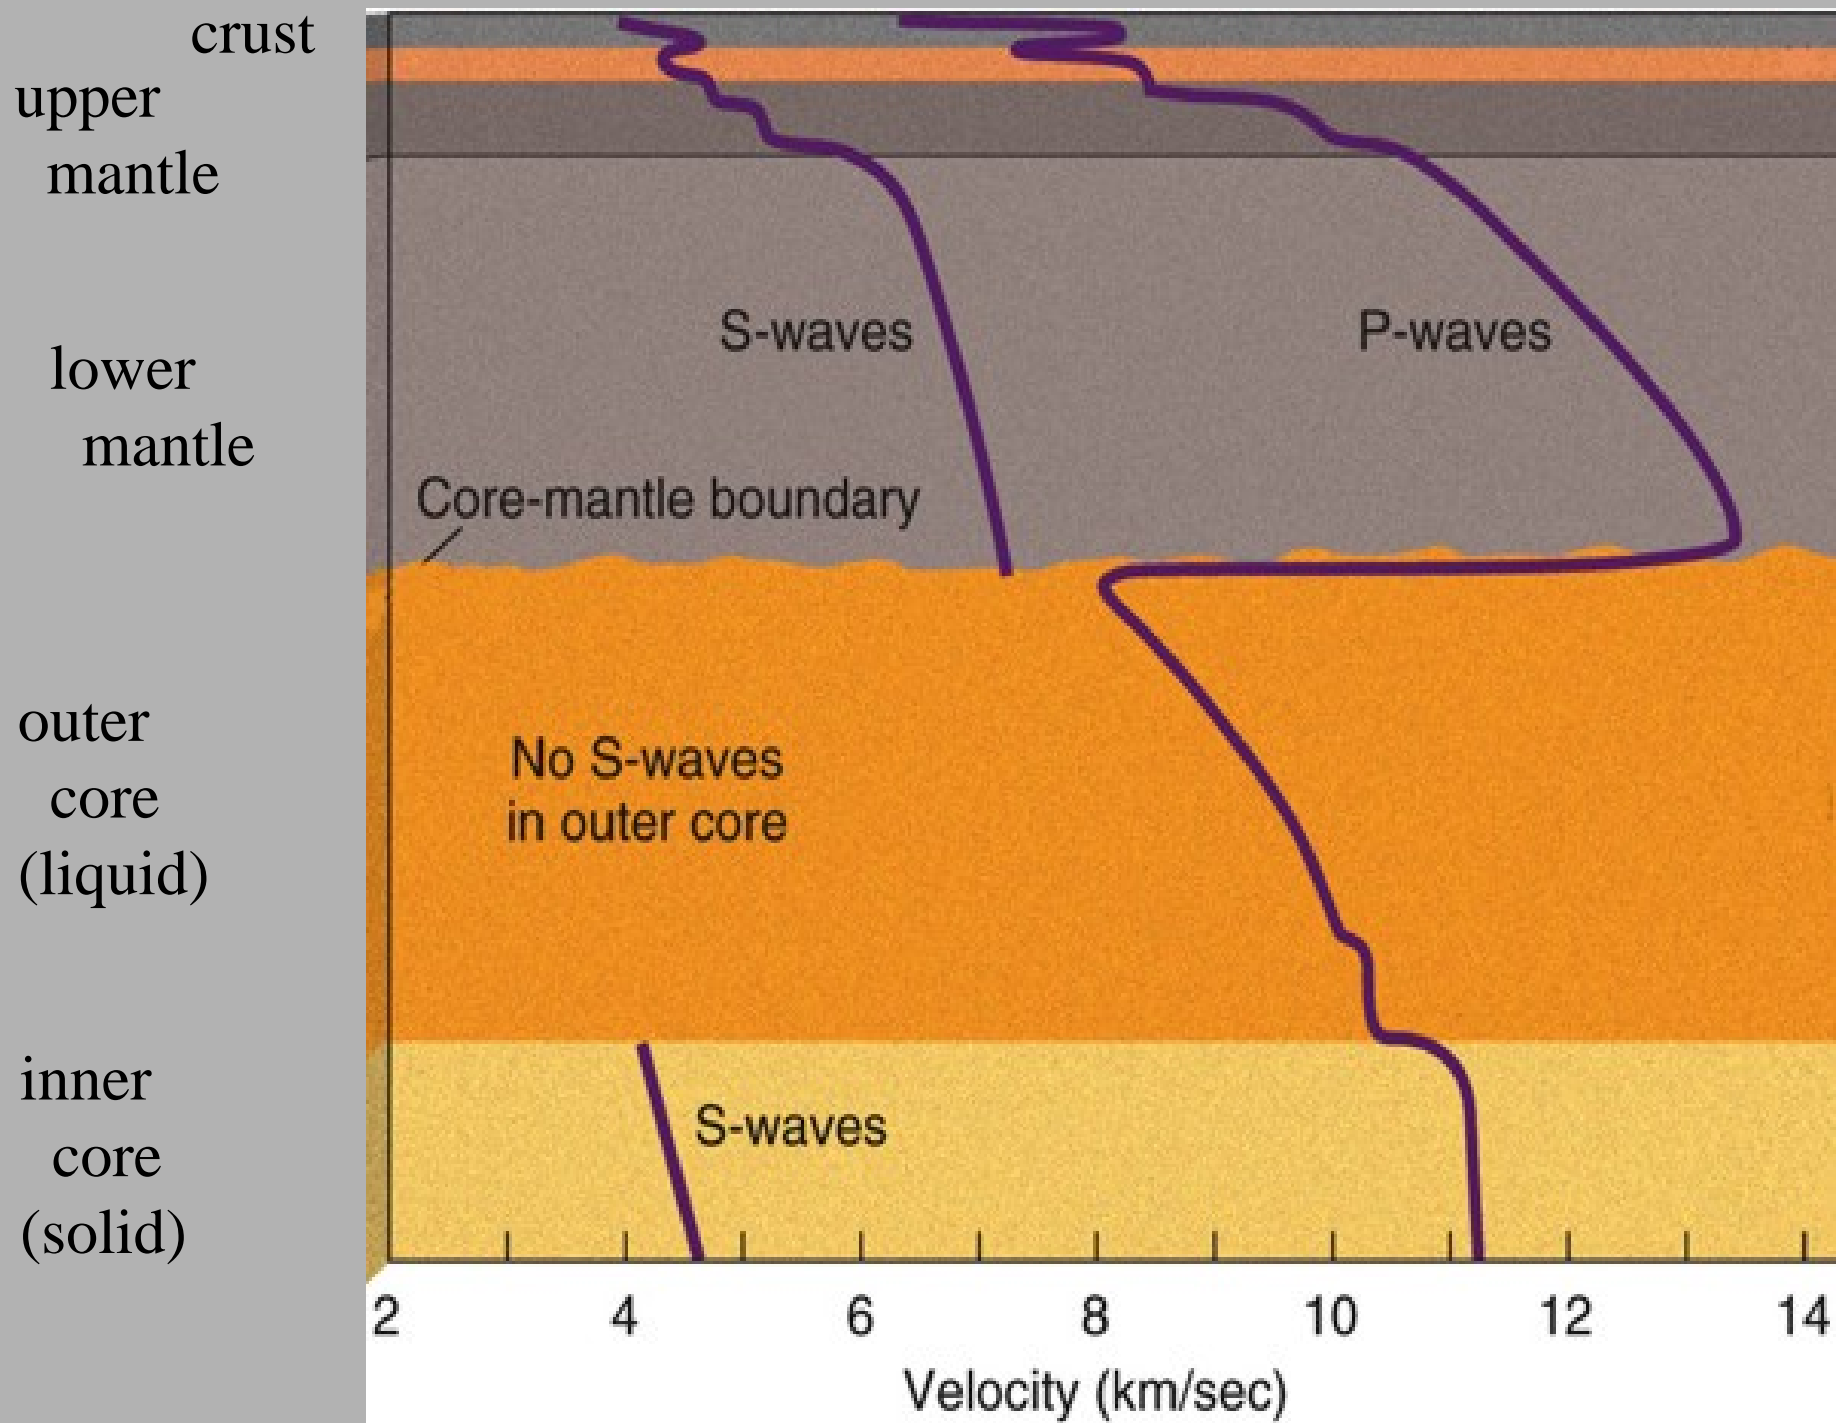 crust
upper
mantle
lower
mantle
outer
core
(liquid)
inner
core
(solid)
S-waves
P-waves
Core-mantle boundary
No S-waves
in outer core
S-waves
2 4 6 8 10 12 14
Velocity (km/sec)